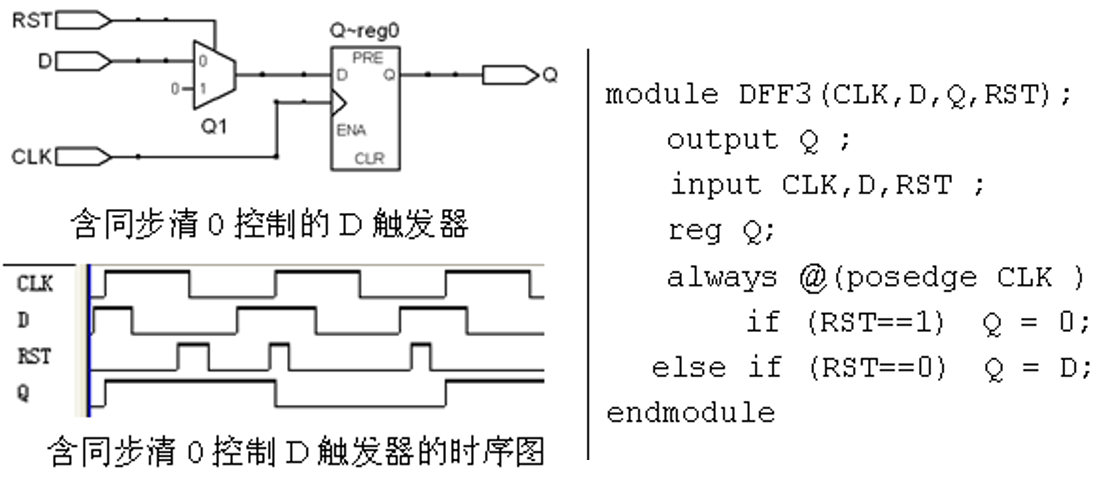 RST
Q~reg0
PRE
D
0
D
Q
Q
0
1
Q1
ENA
CLK
CLR
含同步清0控制的D触发器
CLK
D
RST
Q
含同步清0控制D触发器的时序图
module DFF3(CLK,D,Q,RST);
output Q ;
input CLK,D,RST ;
reg Q;
always @(posedge CLK )
if (RST==1) Q = 0;
else if (RST==0) Q = D;
endmodule